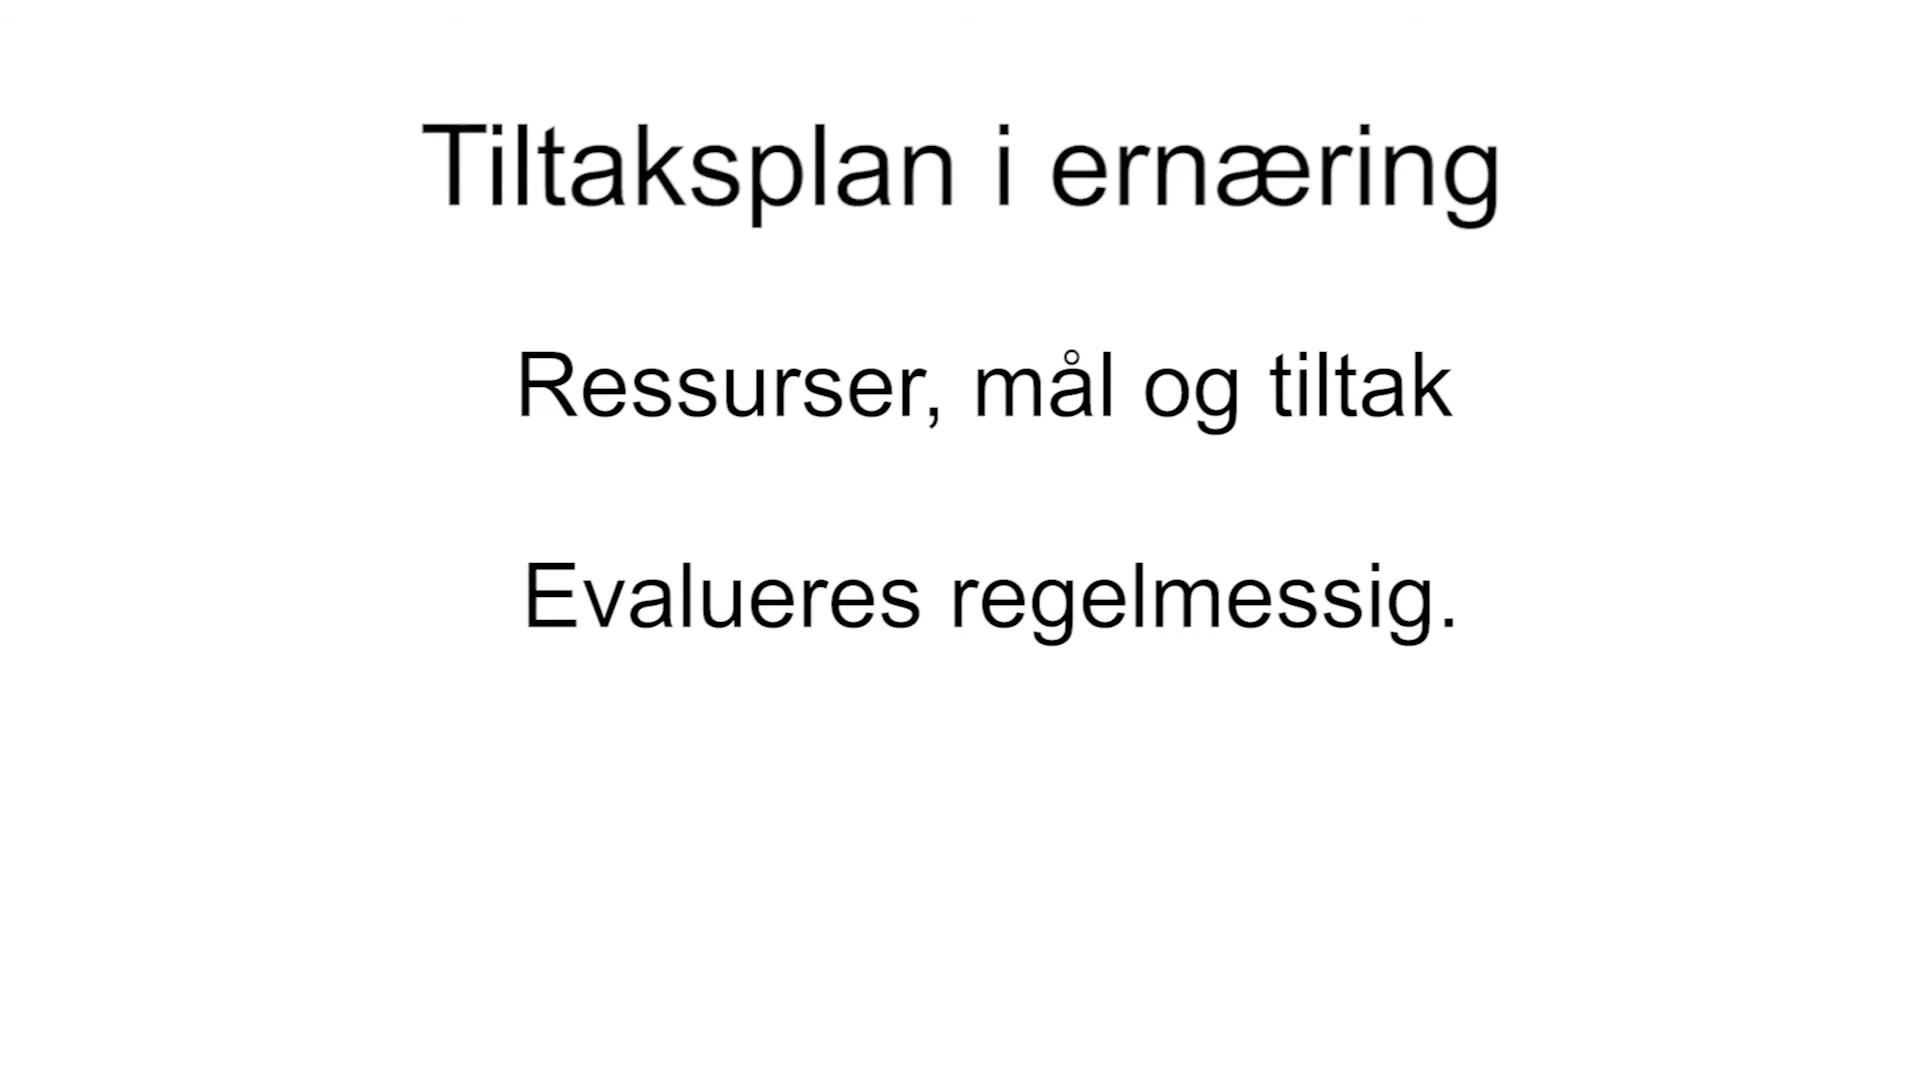 Tiltaksplan i ernæring
Ressurser, mål og tiltak
Evalueres regelmessig.